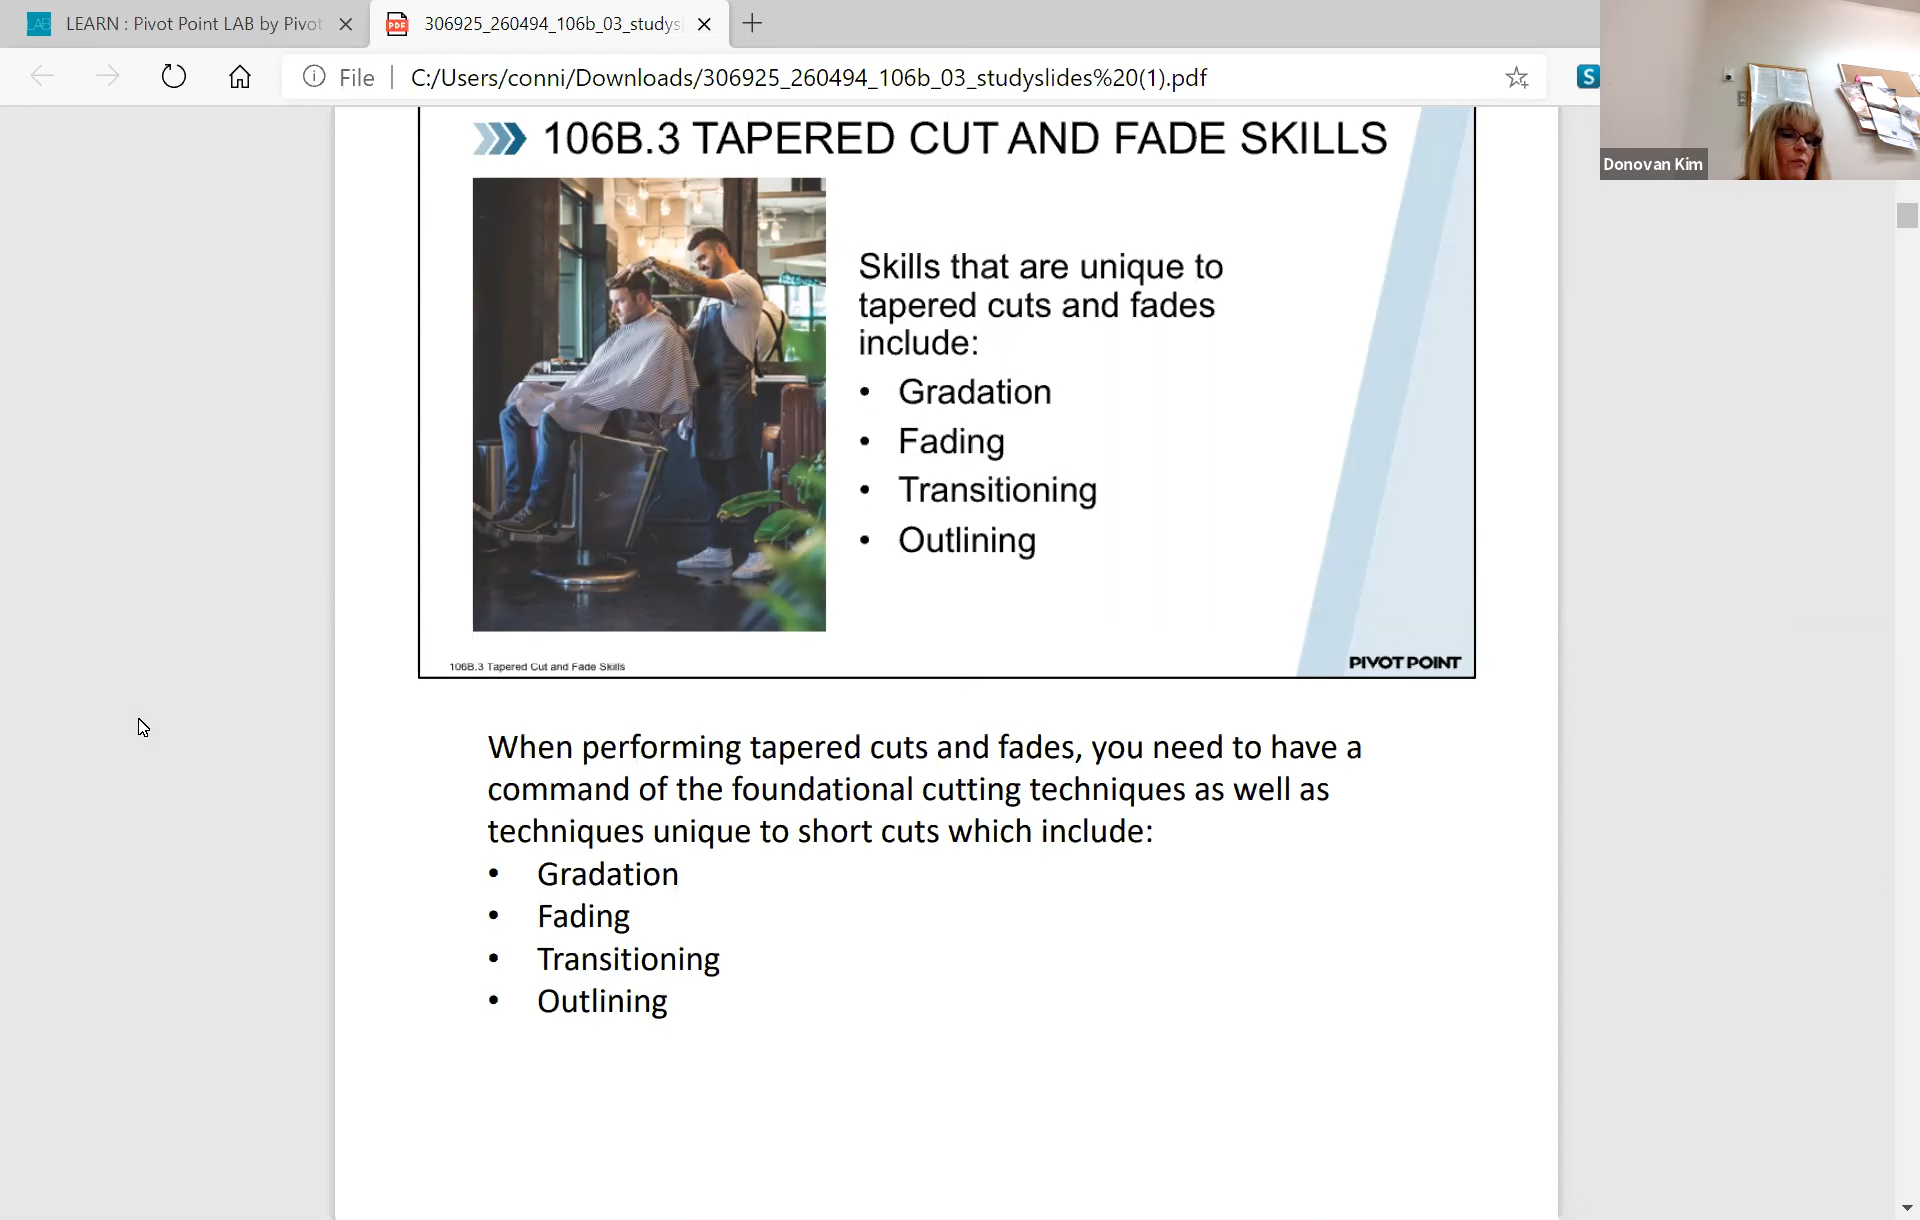 LEARN : Pivot Point LAB by Pivot
306925_260494_106b_03_studys
File
C:/Users/conni/Downloads/306925_260494_106b_03_studyslides%20(1).pdf
S
Donovan Kim
106B.3 TAPERED CUT AND FADE SKILLS
Skills that are unique to
tapered cuts and fades
include:
• Gradation
• Fading
• Transitioning
• Outlining
106B.3 Tapered Cut and Fade Skills
PIVOT POINT
When performing tapered cuts and fades, you need to have a
command of the foundational cutting techniques as well as
techniques unique to short cuts which include:
• Gradation
• Fading
• Transitioning
• Outlining